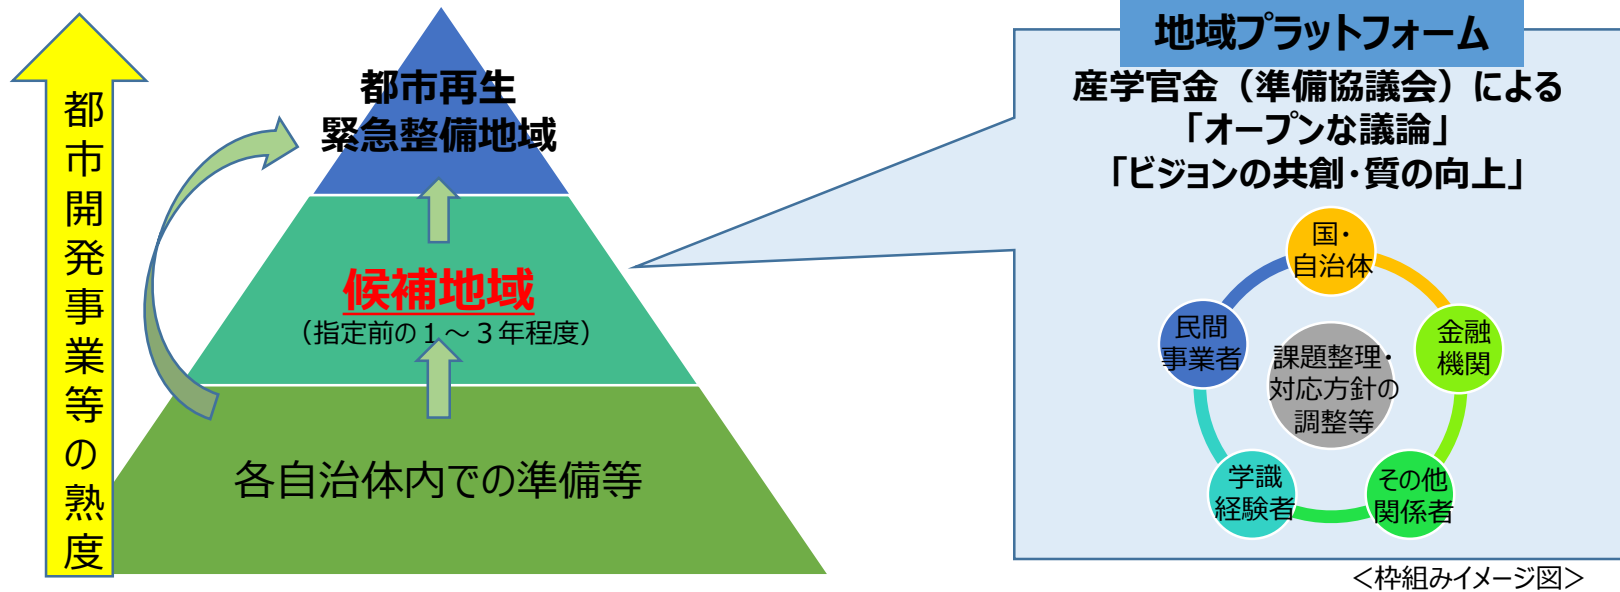 都市開発事業等の熟度
都市再生
緊急整備地域
候補地域
（指定前の１～３年程度）
各自治体内での準備等
地域プラットフォーム
産学官金（準備協議会）による
「オープンな議論」
「ビジョンの共創・質の向上」
国・
自治体
民間
事業者
金融
機関
課題整理・
対応方針の
調整等
学識
経験者
その他
関係者
＜枠組みイメージ図＞